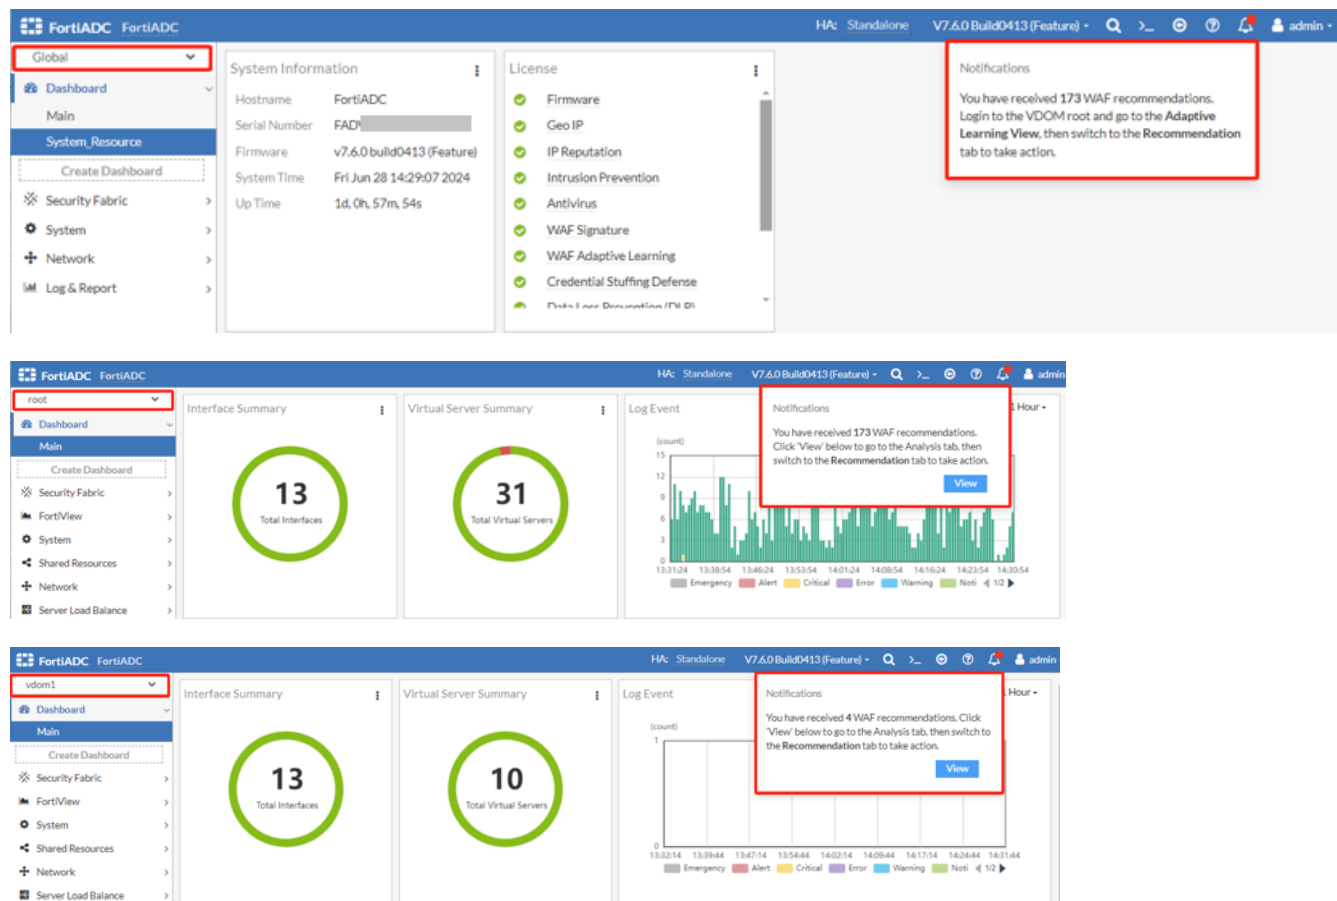 FortiADC FortiADC
HA: Standalone V7.6.0 Build0413 (Feature) >_ admin
Global
Dashboard
Main
System_Resource
Create Dashboard
Security Fabric
System
Network
Log & Report
System Information
Hostname FortiADC
Serial Number FADV
Firmware v7.6.0 build0413 (Feature)
System Time Fri Jun 28 14:29:07 2024
Up Time 1d, 0h, 57m, 54s
License
Firmware
Geo IP
IP Reputation
Intrusion Prevention
Antivirus
WAF Signature
WAF Adaptive Learning
Credential Stuffing Defense
Data Loss Prevention (DLP)
Notifications
You have received 173 WAF recommendations.
Login to the VDOM root and go to the Adaptive
Learning View, then switch to the Recommendation
tab to take action.
FortiADC FortiADC
HA: Standalone V7.6.0 Build0413 (Feature) >_ admin
root
Dashboard
Main
Create Dashboard
Security Fabric
FortiView
System
Shared Resources
Network
Server Load Balance
Interface Summary
13
Total Interfaces
Virtual Server Summary
31
Total Virtual Servers
Log Event
1 Hour
(count)
15
12
9
6
3
0
13:31:24 13:38:54 13:46:24 13:53:54 14:01:24 14:08:54 14:16:24 14:23:54 14:30:54
Emergency Alert Critical Error Warning Noti 1/2
Notifications
You have received 173 WAF recommendations.
Click 'View' below to go to the Analysis tab, then
switch to the Recommendation tab to take action.
View
FortiADC FortiADC
HA: Standalone V7.6.0 Build0413 (Feature) >_ admin
vdom1
Dashboard
Main
Create Dashboard
Security Fabric
FortiView
System
Shared Resources
Network
Server Load Balance
Interface Summary
13
Total Interfaces
Virtual Server Summary
10
Total Virtual Servers
Log Event
Hour
(count)
1
0
13:32:14 13:39:44 13:47:14 13:54:44 14:02:14 14:09:44 14:17:14 14:24:44 14:31:44
Emergency Alert Critical Error Warning Noti 1/2
Notifications
You have received 4 WAF recommendations. Click
'View' below to go to the Analysis tab, then switch to
the Recommendation tab to take action.
View